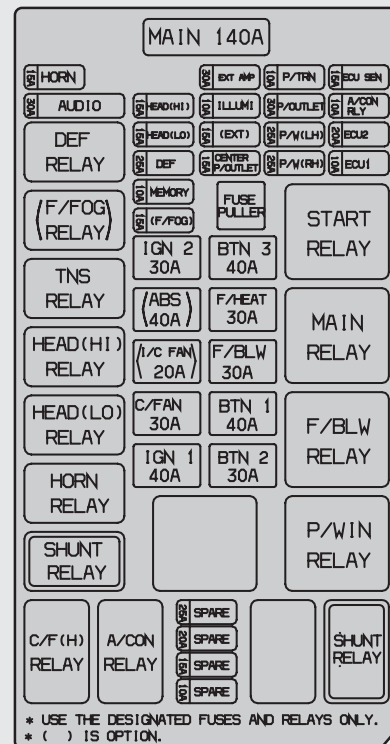 MAIN 140A
15A HORN
30A EXT AMP
10A P/TRN
15A ECU SEN
30A AUDIO
15A HEAD(HI)
10A ILLUMI
30A P/OUTLET
10A A/CON RLY
DEF RELAY
15A HEAD(LO)
15A (EXT)
25A P/W(LH)
20A ECU2
25A DEF
15A CENTER P/OUTLET
25A P/W(RH)
10A ECU1
(F/FOG RELAY)
10A MEMORY
15A (F/FOG)
FUSE PULLER
START RELAY
TNS RELAY
IGN 2 30A
BTN 3 40A
(ABS 40A)
F/HEAT 30A
MAIN RELAY
HEAD(HI) RELAY
(I/C FAN 20A)
F/BLW 30A
HEAD(LO) RELAY
C/FAN 30A
BTN 1 40A
F/BLW RELAY
HORN RELAY
IGN 1 40A
BTN 2 30A
SHUNT RELAY
P/WIN RELAY
C/F(H) RELAY
A/CON RELAY
25A SPARE
20A SPARE
15A SPARE
10A SPARE
SHUNT RELAY
* USE THE DESIGNATED FUSES AND RELAYS ONLY.
* ( ) IS OPTION.